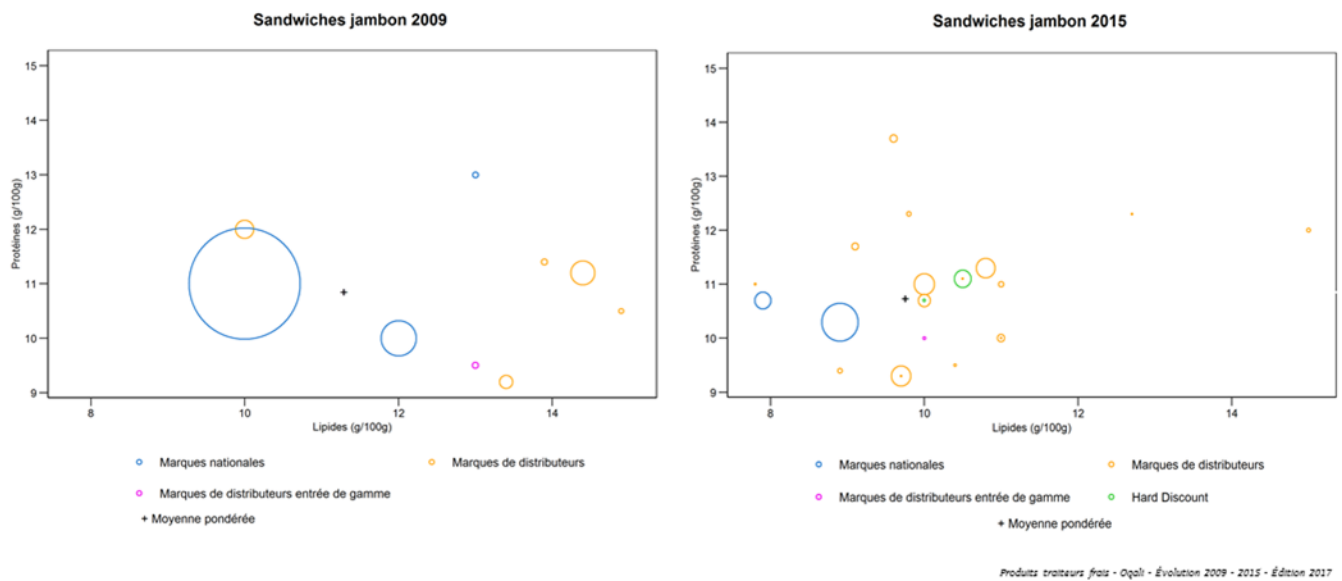 Sandwiches jambon 2009
Protéines (g/100g)
15
14
13
12
11
10
9
8
10
12
14
Lipides (g/100g)
Marques nationales
Marques de distributeurs
Marques de distributeurs entrée de gamme
+ Moyenne pondérée
Sandwiches jambon 2015
Protéines (g/100g)
15
14
13
12
11
10
9
8
10
12
14
Lipides (g/100g)
Marques nationales
Marques de distributeurs
Marques de distributeurs entrée de gamme
Hard Discount
+ Moyenne pondérée
Produits traiteurs frais - Oqali - Évolution 2009 - 2015 - Édition 2017